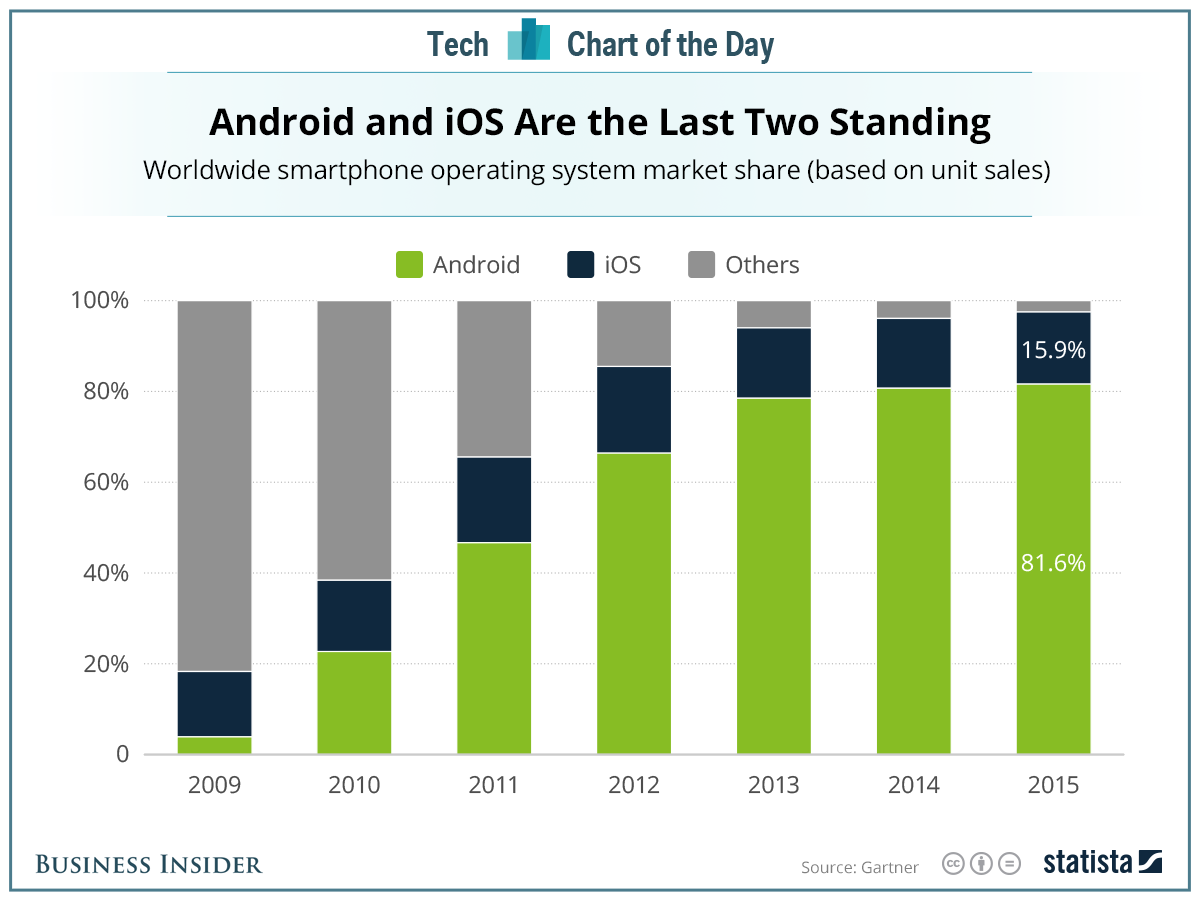 Tech Chart of the Day
Android and iOS Are the Last Two Standing
Worldwide smartphone operating system market share (based on unit sales)
Android iOS Others
100%
80%
60%
40%
20%
0
15.9%
81.6%
2009 2010 2011 2012 2013 2014 2015
BUSINESS INSIDER
Source: Gartner
cc
statista